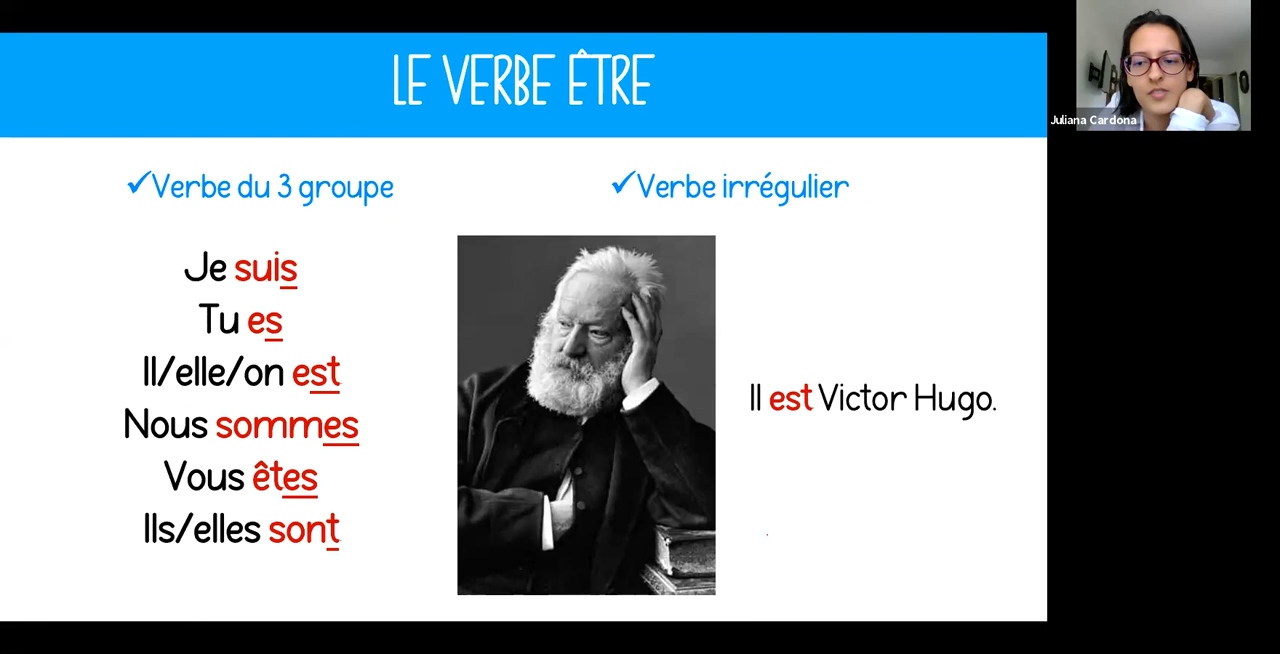 LE VERBE ÊTRE
Juliana Cardona
✓Verbe du 3 groupe
✓Verbe irrégulier
Je suis
Tu es
Il/elle/on est
Nous sommes
Vous êtes
Ils/elles sont
Il est Victor Hugo.